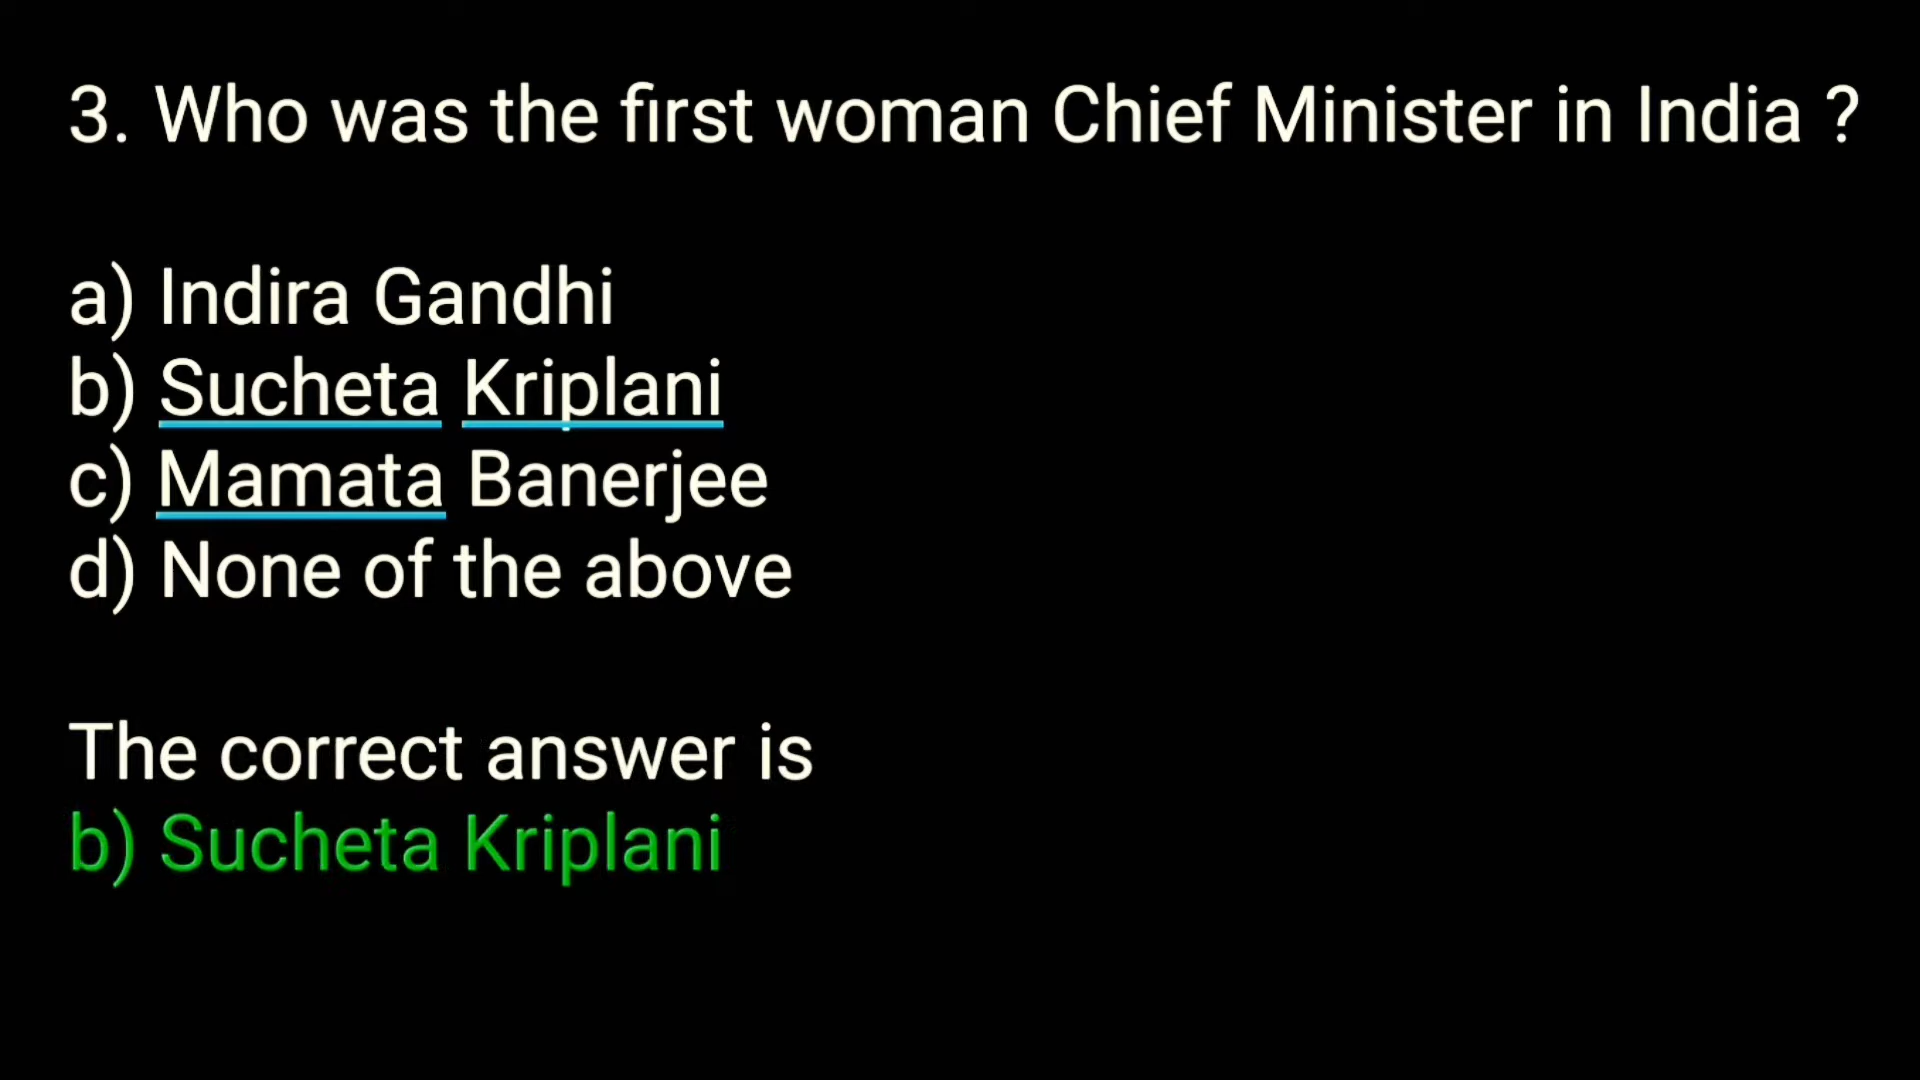 3. Who was the first woman Chief Minister in India ?
a) Indira Gandhi
b) Sucheta Kriplani
c) Mamata Banerjee
d) None of the above
The correct answer is
b) Sucheta Kriplani